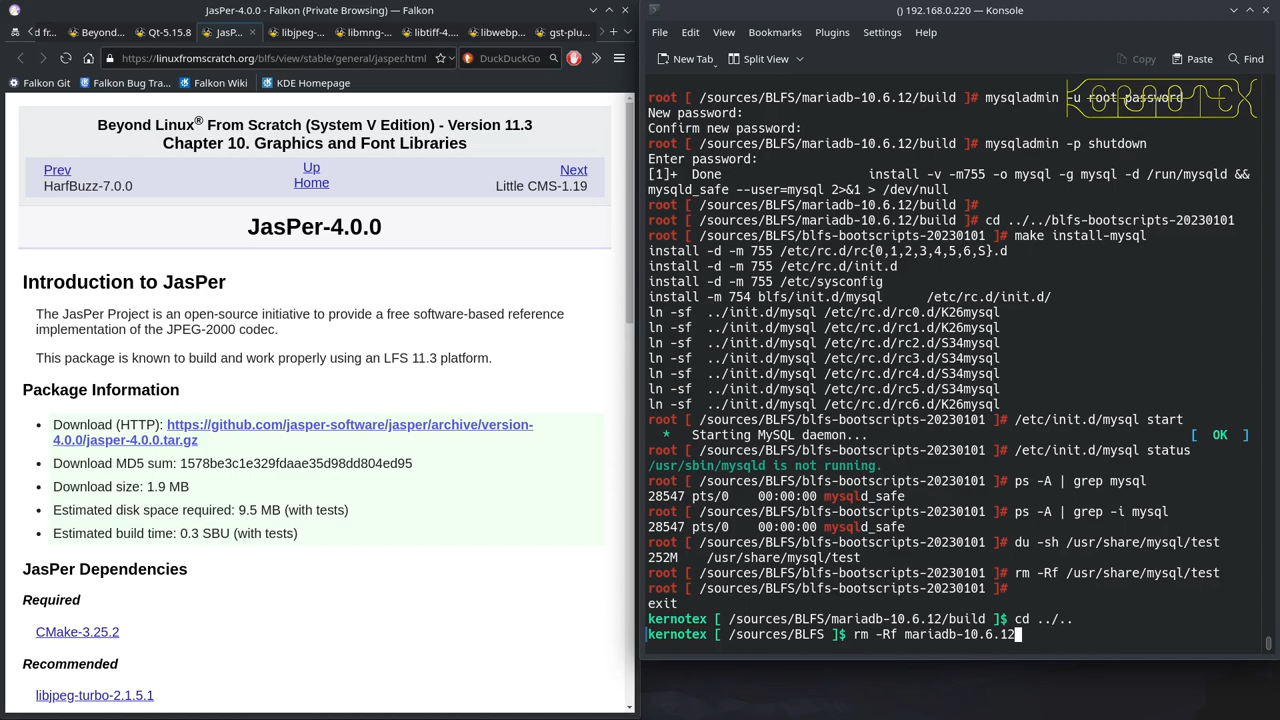 JasPer-4.0.0 - Falkon (Private Browsing) — Falkon
d fr...
Beyon...
Qt-5.15.8
JasP...
libjpeg-...
libmng-...
libtiff-4....
libwebp...
gst-plu...
https://linuxfromscratch.org/blfs/view/stable/general/jasper.html
DuckDuckGo
Falkon Git
Falkon Bug Tra...
Falkon Wiki
KDE Homepage
Beyond Linux® From Scratch (System V Edition) - Version 11.3
Chapter 10. Graphics and Font Libraries
Prev
HarfBuzz-7.0.0
Up
Home
Next
Little CMS-1.19
JasPer-4.0.0
Introduction to JasPer
The JasPer Project is an open-source initiative to provide a free software-based reference
implementation of the JPEG-2000 codec.
This package is known to build and work properly using an LFS 11.3 platform.
Package Information
Download (HTTP): https://github.com/jasper-software/jasper/archive/version-
4.0.0/jasper-4.0.0.tar.gz
Download MD5 sum: 1578be3c1e329fdaae35d98dd804ed95
Download size: 1.9 MB
Estimated disk space required: 9.5 MB (with tests)
Estimated build time: 0.3 SBU (with tests)
JasPer Dependencies
Required
CMake-3.25.2
Recommended
libjpeg-turbo-2.1.5.1
() 192.168.0.220 — Konsole
File Edit View Bookmarks Plugins Settings Help
New Tab Split View Copy Paste Find
KERNOTEX
root [ /sources/BLFS/mariadb-10.6.12/build ]# mysqladmin -u root password
New password:
Confirm new password:
root [ /sources/BLFS/mariadb-10.6.12/build ]# mysqladmin -p shutdown
Enter password:
[1]+  Done                    install -v -m755 -o mysql -g mysql -d /run/mysqld &&
mysqld_safe --user=mysql 2>&1 > /dev/null
root [ /sources/BLFS/mariadb-10.6.12/build ]#
root [ /sources/BLFS/mariadb-10.6.12/build ]# cd ../../blfs-bootscripts-20230101
root [ /sources/BLFS/blfs-bootscripts-20230101 ]# make install-mysql
install -d -m 755 /etc/rc.d/rc{0,1,2,3,4,5,6,S}.d
install -d -m 755 /etc/rc.d/init.d
install -d -m 755 /etc/sysconfig
install -m 754 blfs/init.d/mysql      /etc/rc.d/init.d/
ln -sf  ../init.d/mysql /etc/rc.d/rc0.d/K26mysql
ln -sf  ../init.d/mysql /etc/rc.d/rc1.d/K26mysql
ln -sf  ../init.d/mysql /etc/rc.d/rc2.d/S34mysql
ln -sf  ../init.d/mysql /etc/rc.d/rc3.d/S34mysql
ln -sf  ../init.d/mysql /etc/rc.d/rc4.d/S34mysql
ln -sf  ../init.d/mysql /etc/rc.d/rc5.d/S34mysql
ln -sf  ../init.d/mysql /etc/rc.d/rc6.d/K26mysql
root [ /sources/BLFS/blfs-bootscripts-20230101 ]# /etc/init.d/mysql start
*   Starting MySQL daemon...                                  [  OK  ]
root [ /sources/BLFS/blfs-bootscripts-20230101 ]# /etc/init.d/mysql status
/usr/sbin/mysqld is not running.
root [ /sources/BLFS/blfs-bootscripts-20230101 ]# ps -A | grep mysql
28547 pts/0    00:00:00 mysqld_safe
root [ /sources/BLFS/blfs-bootscripts-20230101 ]# ps -A | grep -i mysql
28547 pts/0    00:00:00 mysqld_safe
root [ /sources/BLFS/blfs-bootscripts-20230101 ]# du -sh /usr/share/mysql/test
252M    /usr/share/mysql/test
root [ /sources/BLFS/blfs-bootscripts-20230101 ]# rm -Rf /usr/share/mysql/test
root [ /sources/BLFS/blfs-bootscripts-20230101 ]#
exit
kernotex [ /sources/BLFS/mariadb-10.6.12/build ]$ cd ../..
kernotex [ /sources/BLFS ]$ rm -Rf mariadb-10.6.12